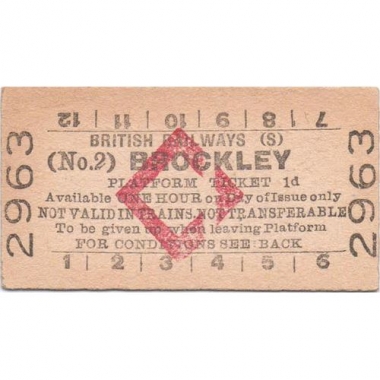 12 | 11 | 10 | 9 | 8 | 7
BRITISH RAILWAYS (S)
(No.2) BROCKLEY
PLATFORM TICKET 1d
Available ONE HOUR on Day of Issue only
NOT VALID IN TRAINS. NOT TRANSFERABLE
To be given up when leaving Platform
FOR CONDITIONS SEE BACK
1 | 2 | 3 | 4 | 5 | 6
2963
2963